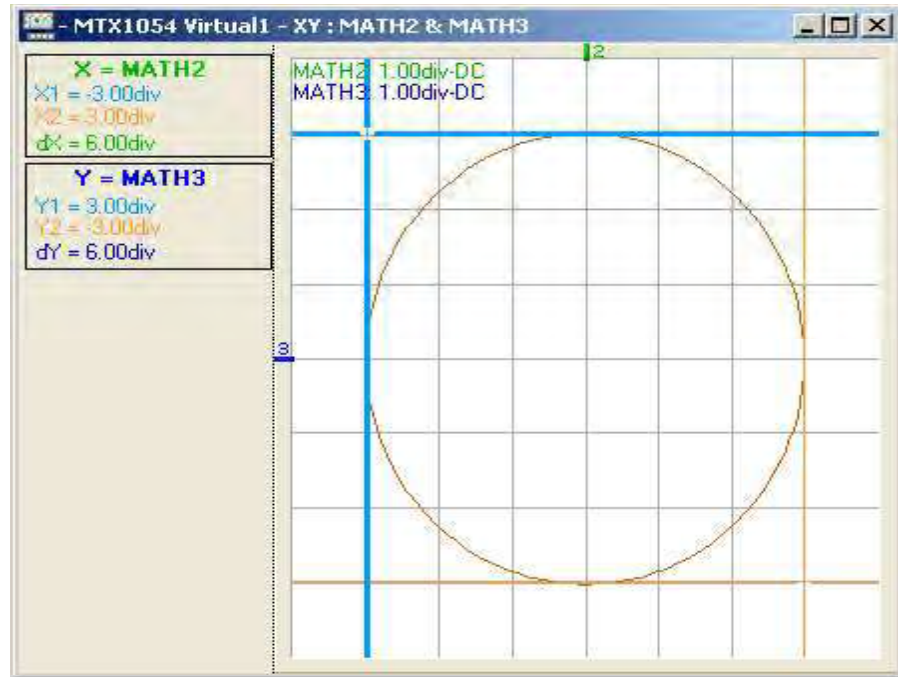 - MTX1054 Virtual1 - XY : MATH2 & MATH3
X = MATH2
X1 = -3.00div
X2 = 3.00div
dX = 6.00div
Y = MATH3
Y1 = 3.00div
Y2 = -3.00div
dY = 6.00div
2
MATH2 1.00div-DC
MATH3 1.00div-DC
3